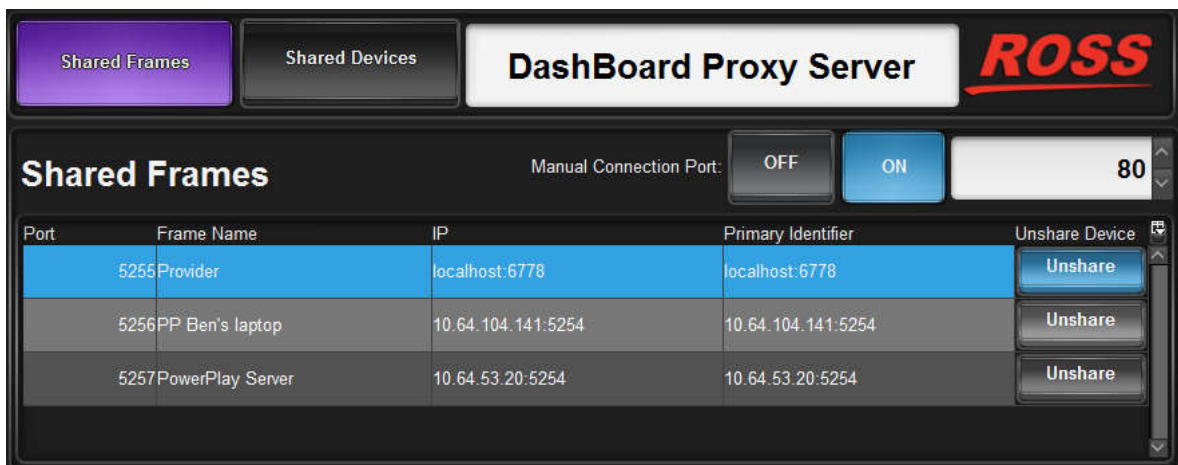 Shared Frames Shared Devices DashBoard Proxy Server ROSS
Shared Frames Manual Connection Port: OFF ON 80
Port Frame Name IP Primary Identifier Unshare Device
5255 Provider localhost:6778 localhost:6778 Unshare
5256 PP Ben's laptop 10.64.104.141:5254 10.64.104.141:5254 Unshare
5257 PowerPlay Server 10.64.53.20:5254 10.64.53.20:5254 Unshare